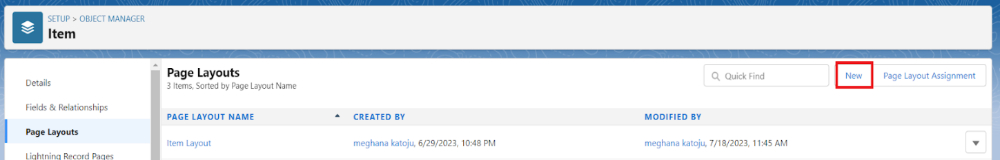 SETUP > OBJECT MANAGER
Item
Details
Fields & Relationships
Page Layouts
Lightning Record Pages
Page Layouts
3 Items, Sorted by Page Layout Name
Quick Find
New
Page Layout Assignment
PAGE LAYOUT NAME CREATED BY MODIFIED BY
Item Layout meghana katoju, 6/29/2023, 10:48 PM meghana katoju, 7/18/2023, 11:45 AM